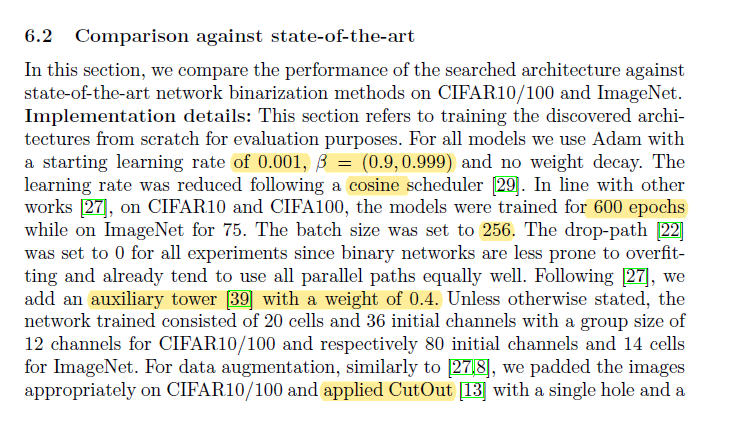 6.2 Comparison against state-of-the-art
In this section, we compare the performance of the searched architecture against
state-of-the-art network binarization methods on CIFAR10/100 and ImageNet.
Implementation details: This section refers to training the discovered archi-
tectures from scratch for evaluation purposes. For all models we use Adam with
a starting learning rate of 0.001, β = (0.9, 0.999) and no weight decay. The
learning rate was reduced following a cosine scheduler [29]. In line with other
works [27], on CIFAR10 and CIFA100, the models were trained for 600 epochs
while on ImageNet for 75. The batch size was set to 256. The drop-path [22]
was set to 0 for all experiments since binary networks are less prone to overfit-
ting and already tend to use all parallel paths equally well. Following [27], we
add an auxiliary tower [39] with a weight of 0.4. Unless otherwise stated, the
network trained consisted of 20 cells and 36 initial channels with a group size of
12 channels for CIFAR10/100 and respectively 80 initial channels and 14 cells
for ImageNet. For data augmentation, similarly to [27,8], we padded the images
appropriately on CIFAR10/100 and applied CutOut [13] with a single hole and a